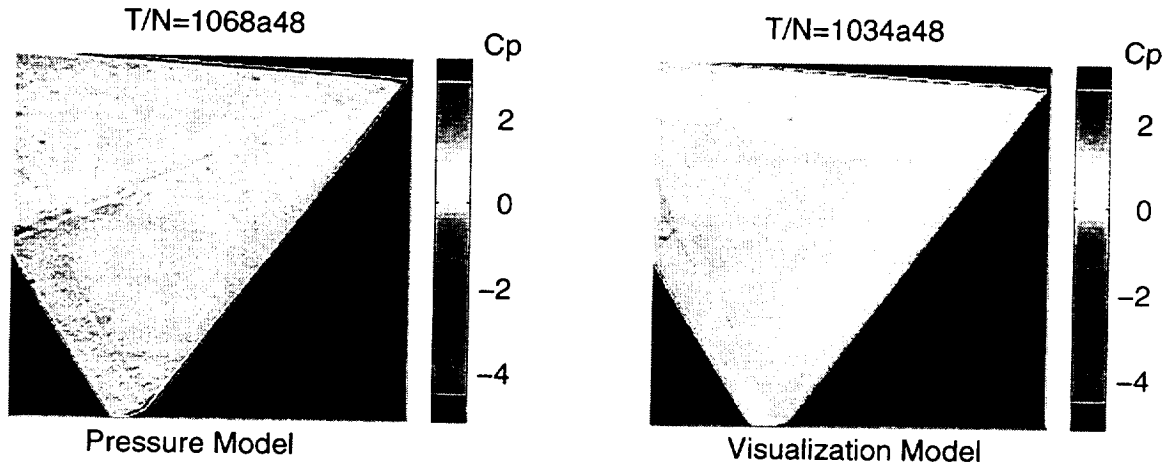 T/N=1068a48
Cp
2
0
−2
−4
Pressure Model
T/N=1034a48
Cp
2
0
−2
−4
Visualization Model